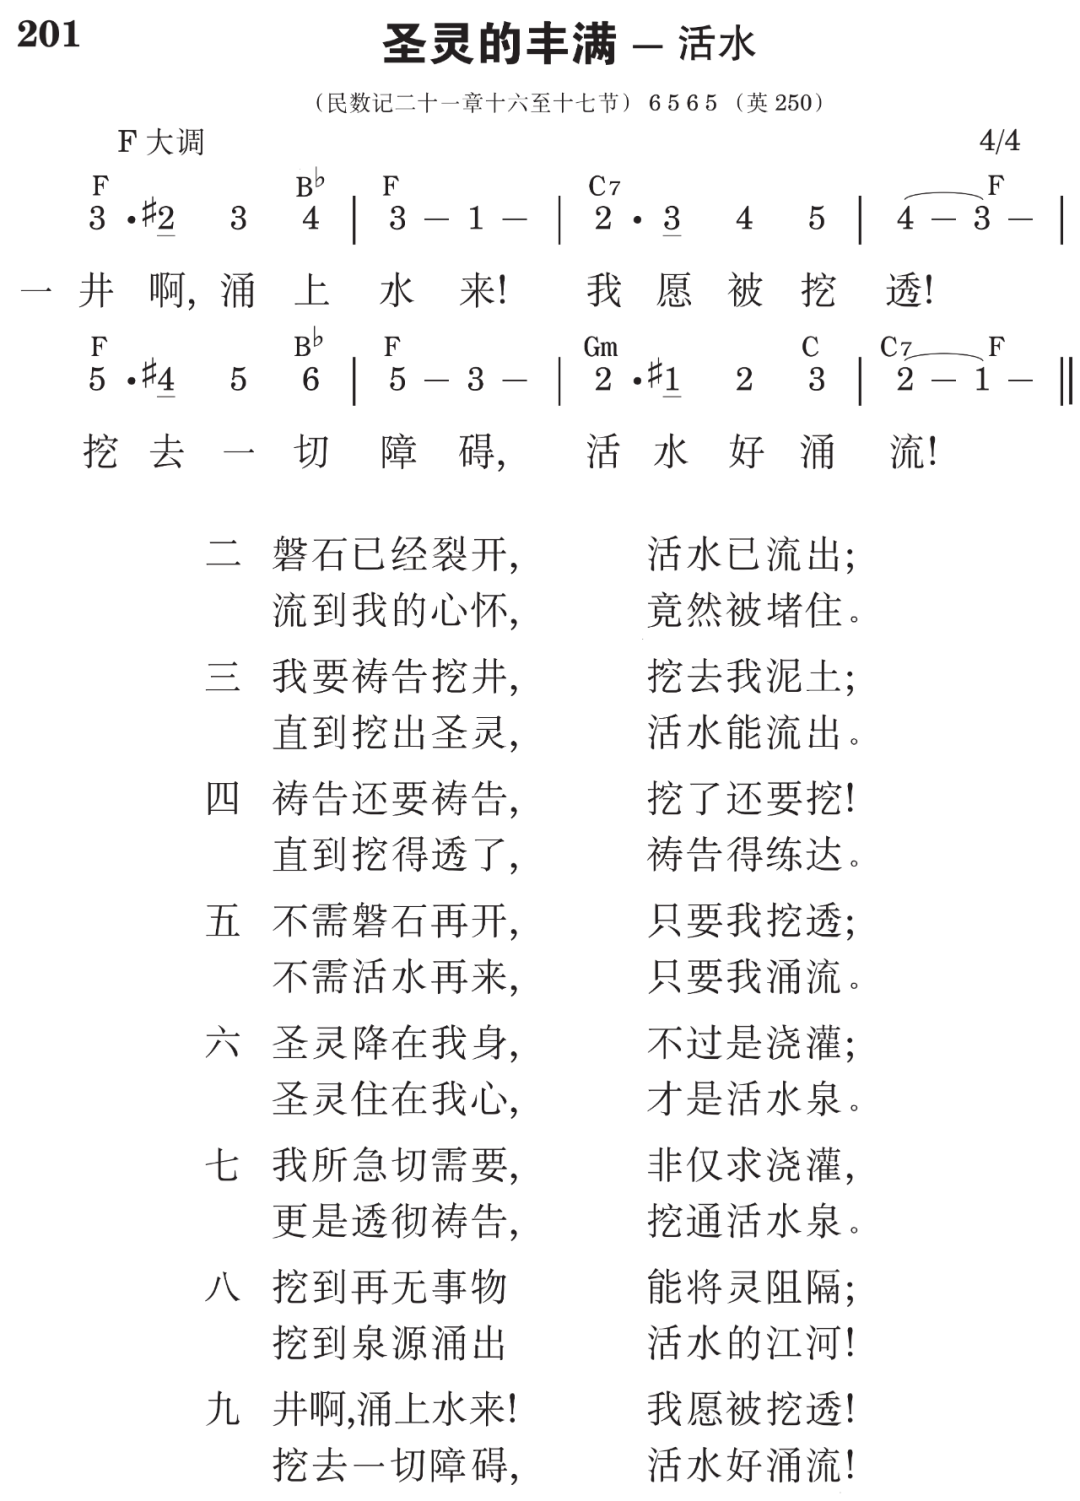 201
圣灵的丰满 — 活水
（民数记二十一章十六至十七节） 6 5 6 5 （英 250）
F 大调 4/4
F B♭ F C7 F
3 · ♯2 3 4 | 3 – 1 – | 2 · 3 4 5 | 4 – 3 – |
一 井 啊, 涌 上 水 来! 我 愿 被 挖 透!
F B♭ F Gm C C7 F
5 · ♯4 5 6 | 5 – 3 – | 2 · ♯1 2 3 | 2 – 1 – ‖
挖 去 一 切 障 碍, 活 水 好 涌 流!
二 磐石已经裂开, 活水已流出;
流到我的心怀, 竟然被堵住。
三 我要祷告挖井, 挖去我泥土;
直到挖出圣灵, 活水能流出。
四 祷告还要祷告, 挖了还要挖!
直到挖得透了, 祷告得练达。
五 不需磐石再开, 只要我挖透;
不需活水再来, 只要我涌流。
六 圣灵降在我身, 不过是浇灌;
圣灵住在我心, 才是活水泉。
七 我所急切需要, 非仅求浇灌,
更是透彻祷告, 挖通活水泉。
八 挖到再无事物 能将灵阻隔;
挖到泉源涌出 活水的江河!
九 井啊,涌上水来! 我愿被挖透!
挖去一切障碍, 活水好涌流!